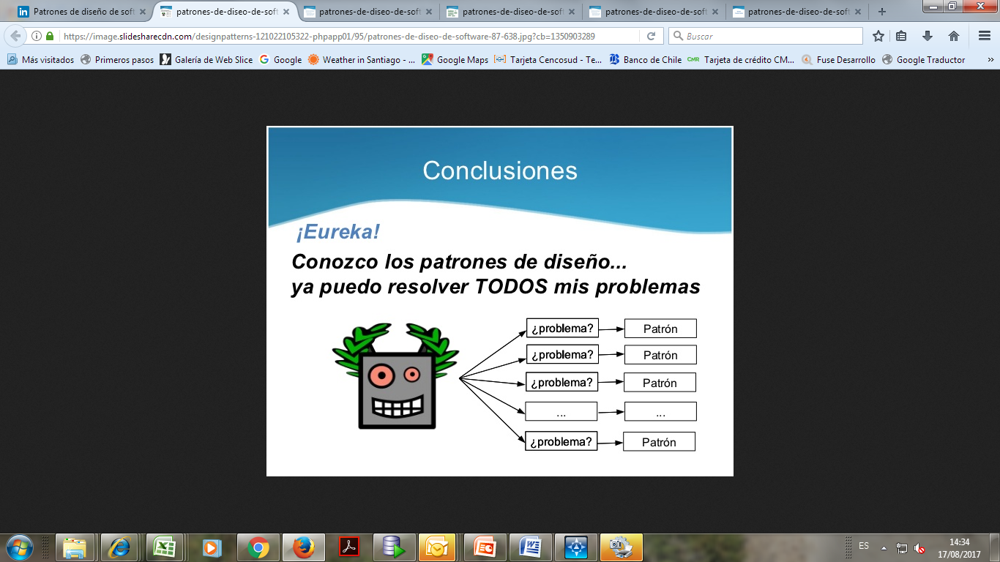 Patrones de diseño de soft
patrones-de-diseo-de-soft
patrones-de-diseo-de-soft
patrones-de-diseo-de-soft
patrones-de-diseo-de-soft
patrones-de-diseo-de-soft
https://image.slidesharecdn.com/designpatterns-121022105322-phpapp01/95/patrones-de-diseo-de-software-87-638.jpg?cb=1350903289
Buscar
Más visitados
Primeros pasos
Galería de Web Slice
Google
Weather in Santiago - ...
Google Maps
Tarjeta Cencosud - Te...
Banco de Chile
CMR Tarjeta de crédito CM...
Fuse Desarrollo
Google Traductor
Conclusiones
¡Eureka!
Conozco los patrones de diseño...
ya puedo resolver TODOS mis problemas
¿problema? Patrón
¿problema? Patrón
¿problema? Patrón
... ...
¿problema? Patrón
ES
14:34
17/08/2017